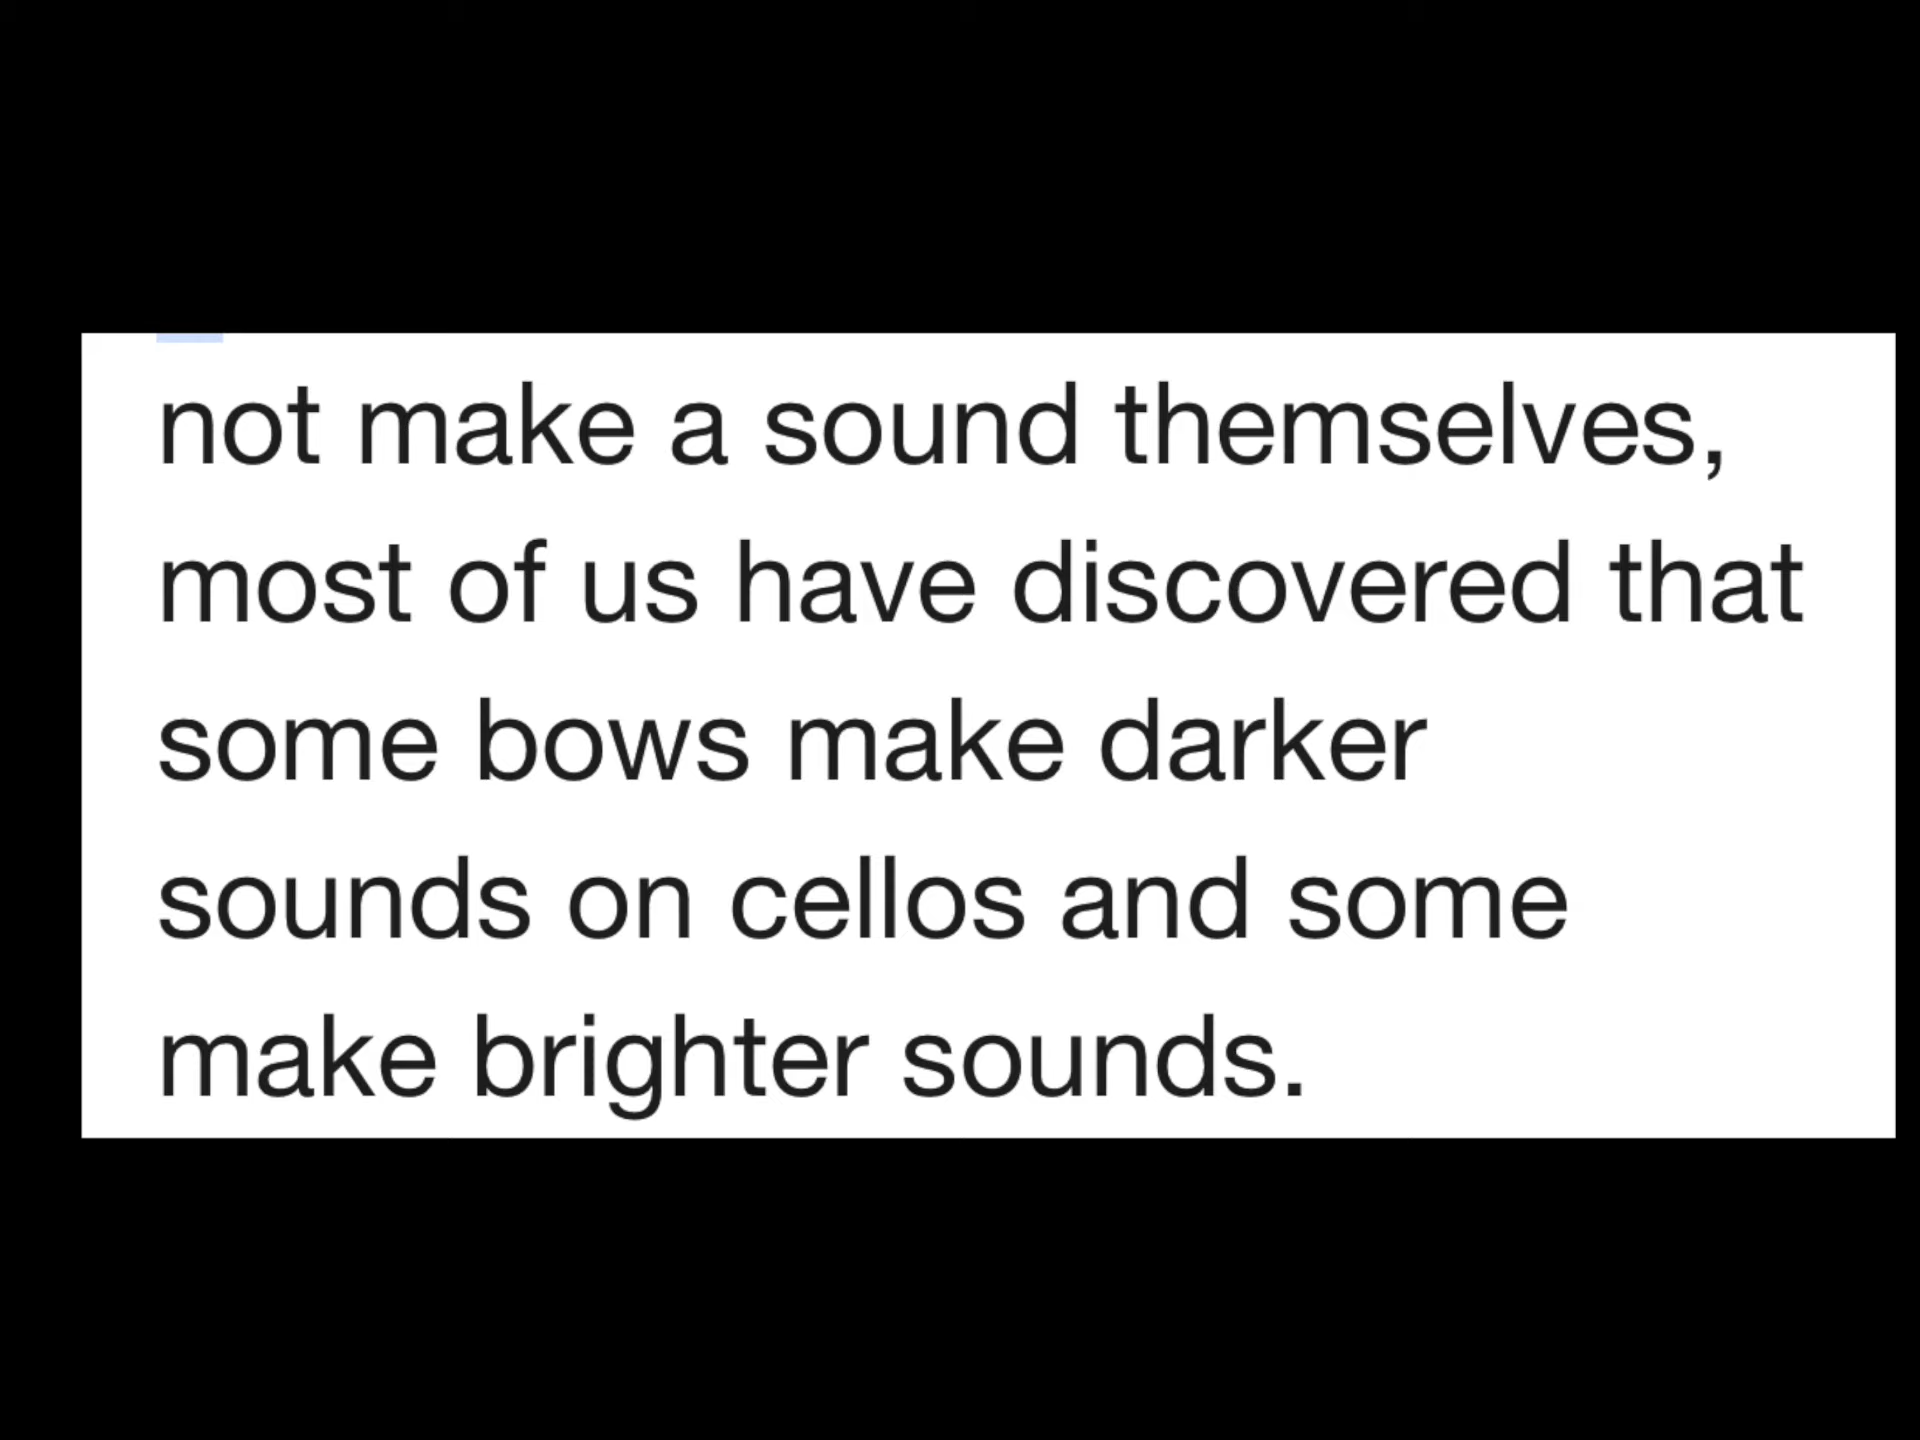 not make a sound themselves,
most of us have discovered that
some bows make darker
sounds on cellos and some
make brighter sounds.